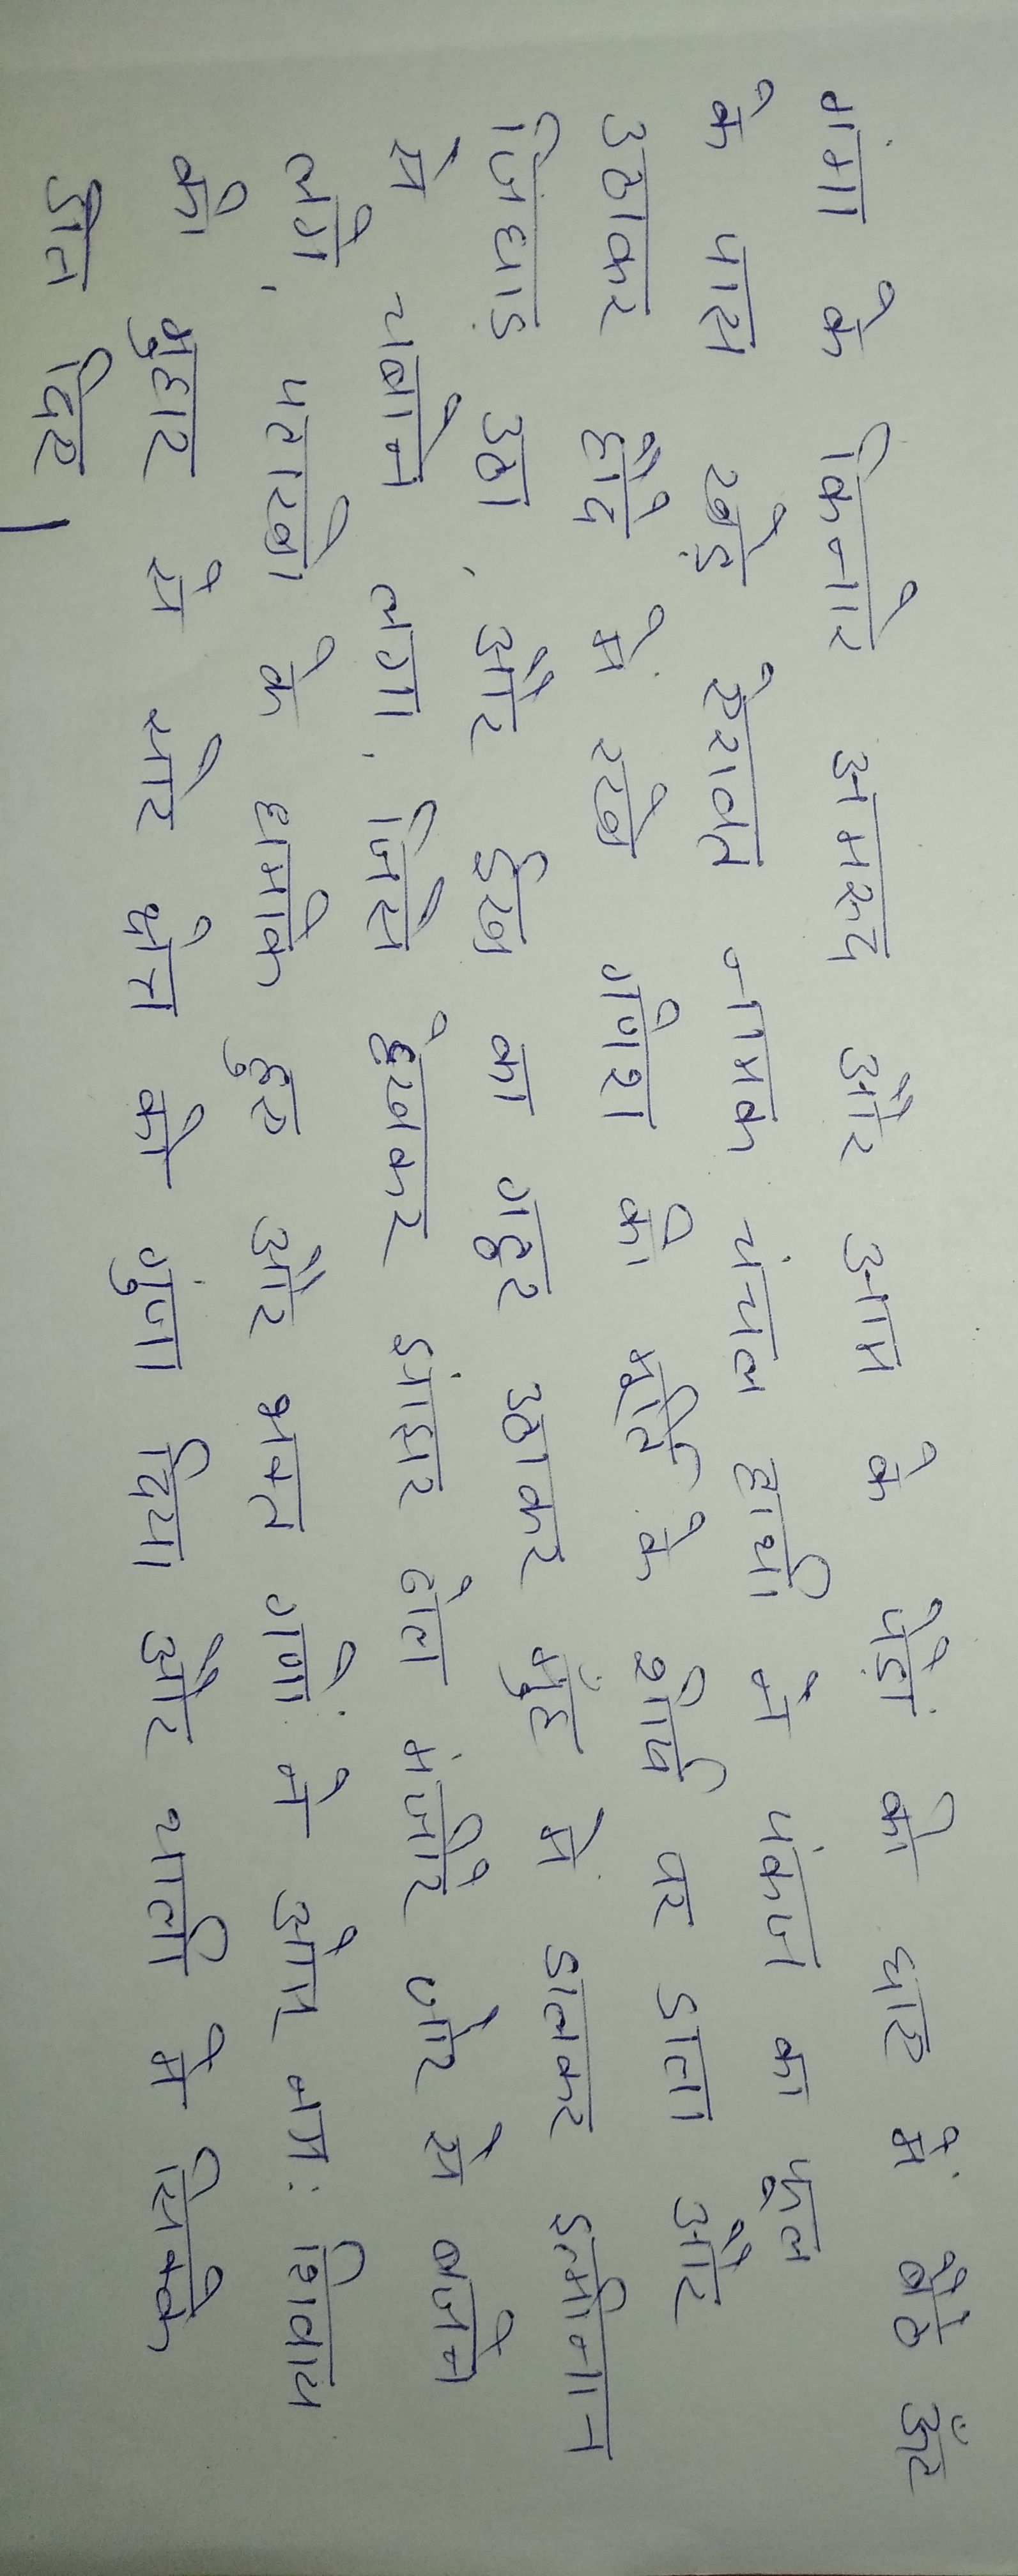 गंगा के किनारे अमरुद और आम के पेड़ों की घाए में बैठे ऊँट
के पास खड़े ऐरावत नामक चंचल हाथी ने पंकज का फूल
उठाकर हौदे में रखे गणेश की मूर्ति के शीर्ष पर डाला और
जिंघाड़ उठा, और ईख का गट्ठर उठाकर मुँह में डालकर इत्मीनान
से चबाने लगा, जिसे देखकर झांझर ढोल मंजीरे जोर से बजने
लगे, पटाखो के धमाके हुए और भक्त गणों ने ओम् नम: शिवाय
की गुहार से सारे क्षेत्र को गुंजा दिया और थाली मे सिक्के
डाल दिए।